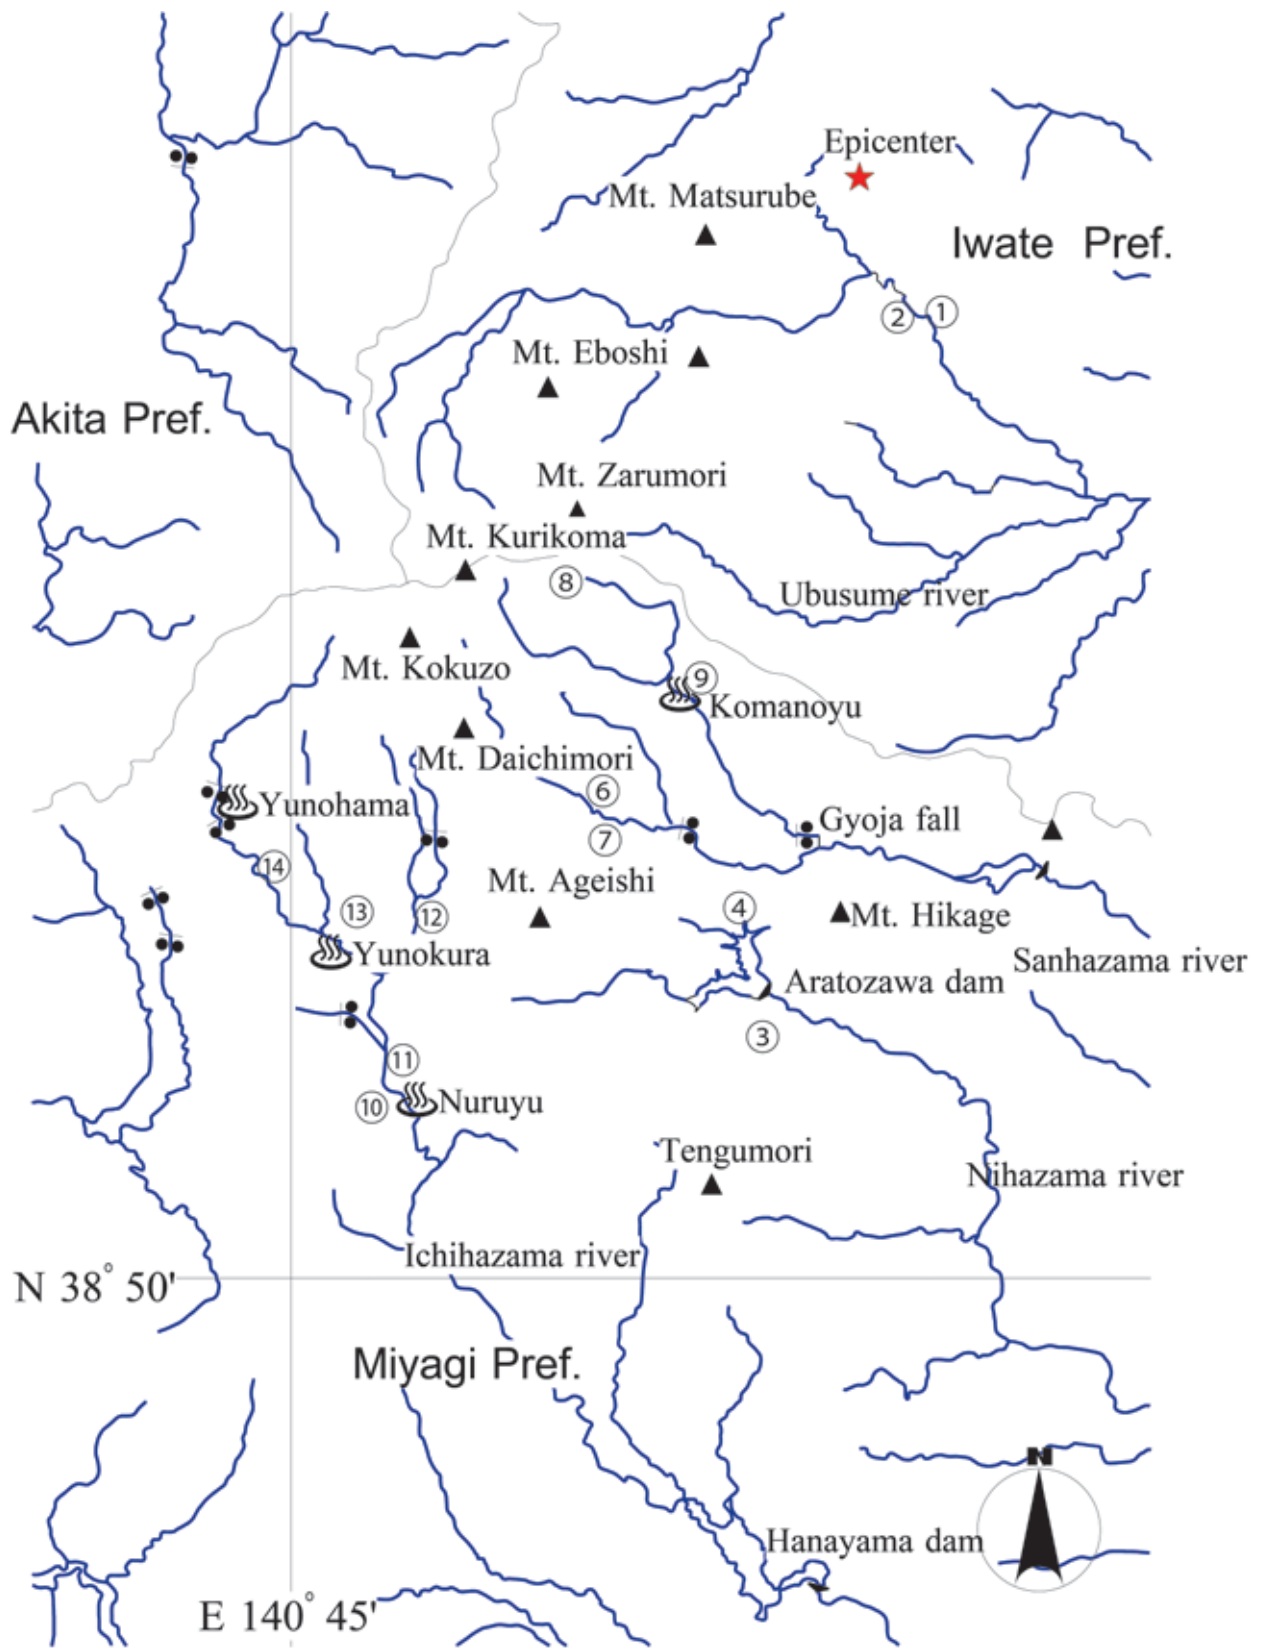 Epicenter
Mt. Matsurube
Iwate Pref.
2
1
Mt. Eboshi
Akita Pref.
Mt. Zarumori
Mt. Kurikoma
8
Ubusume river
Mt. Kokuzo
9
Komanoyu
Mt. Daichimori
6
Yunohama
Gyoja fall
7
14
Mt. Ageishi
13
12
4
Mt. Hikage
Yunokura
Sanhazama river
Aratozawa dam
3
11
10
Nuruyu
Tengumori
Nihazama river
Ichihazama river
N 38° 50'
Miyagi Pref.
N
Hanayama dam
E 140° 45'